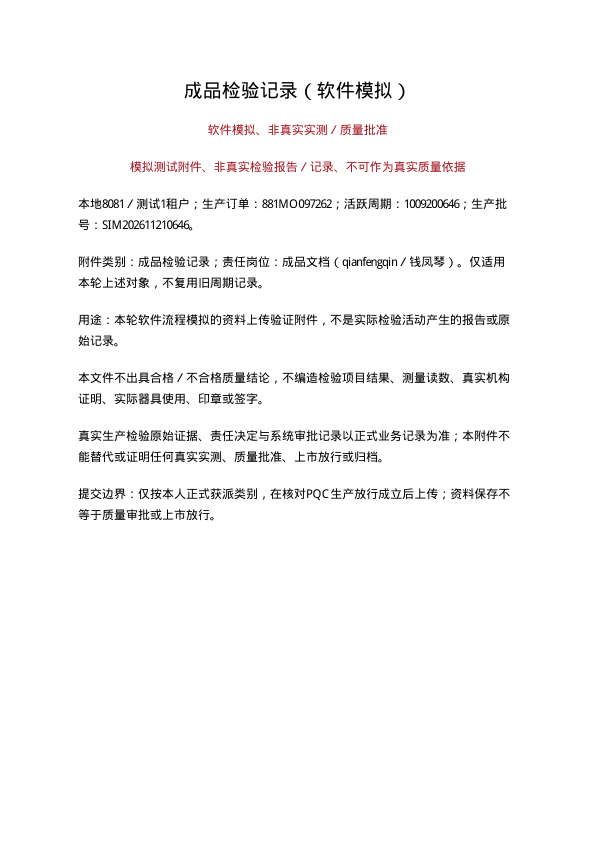 成品检验记录（软件模拟）
软件模拟、非真实实测／质量批准
模拟测试附件、非真实检验报告／记录、不可作为真实质量依据
本地8081／测试1租户；生产订单：881MO097262；活跃周期：1009200646；生产批
号：SIM202611210646。
附件类别：成品检验记录；责任岗位：成品文档（qianfengqin／钱凤琴）。仅适用
本轮上述对象，不复用旧周期记录。
用途：本轮软件流程模拟的资料上传验证附件，不是实际检验活动产生的报告或原
始记录。
本文件不出具合格／不合格质量结论，不编造检验项目结果、测量读数、真实机构
证明、实际器具使用、印章或签字。
真实生产检验原始证据、责任决定与系统审批记录以正式业务记录为准；本附件不
能替代或证明任何真实实测、质量批准、上市放行或归档。
提交边界：仅按本人正式获派类别，在核对PQC生产放行成立后上传；资料保存不
等于质量审批或上市放行。